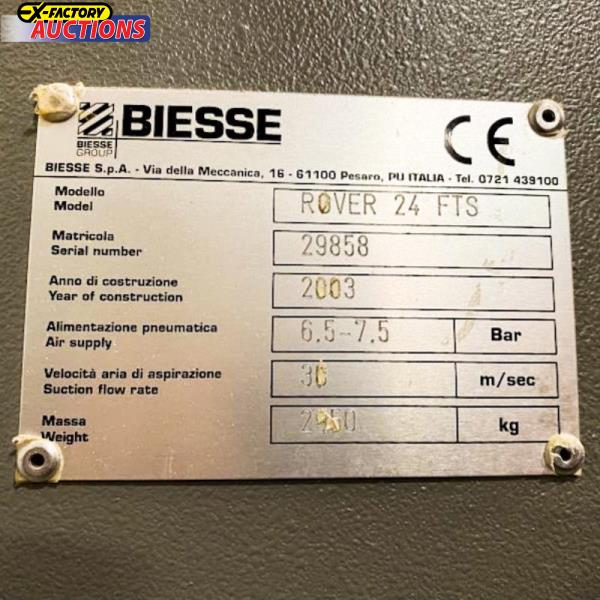 EX-FACTORY
AUCTIONS
BIESSE
BIESSE
GROUP
CE
BIESSE S.p.A. - Via della Meccanica, 16 - 61100 Pesaro, PU ITALIA - Tel. 0721 439100
Modello
Model
ROVER 24 FTS
Matricola
Serial number
29858
Anno di costruzione
Year of construction
2003
Alimentazione pneumatica
Air supply
6.5-7.5 Bar
Velocità aria di aspirazione
Suction flow rate
m/sec
Massa
Weight
kg